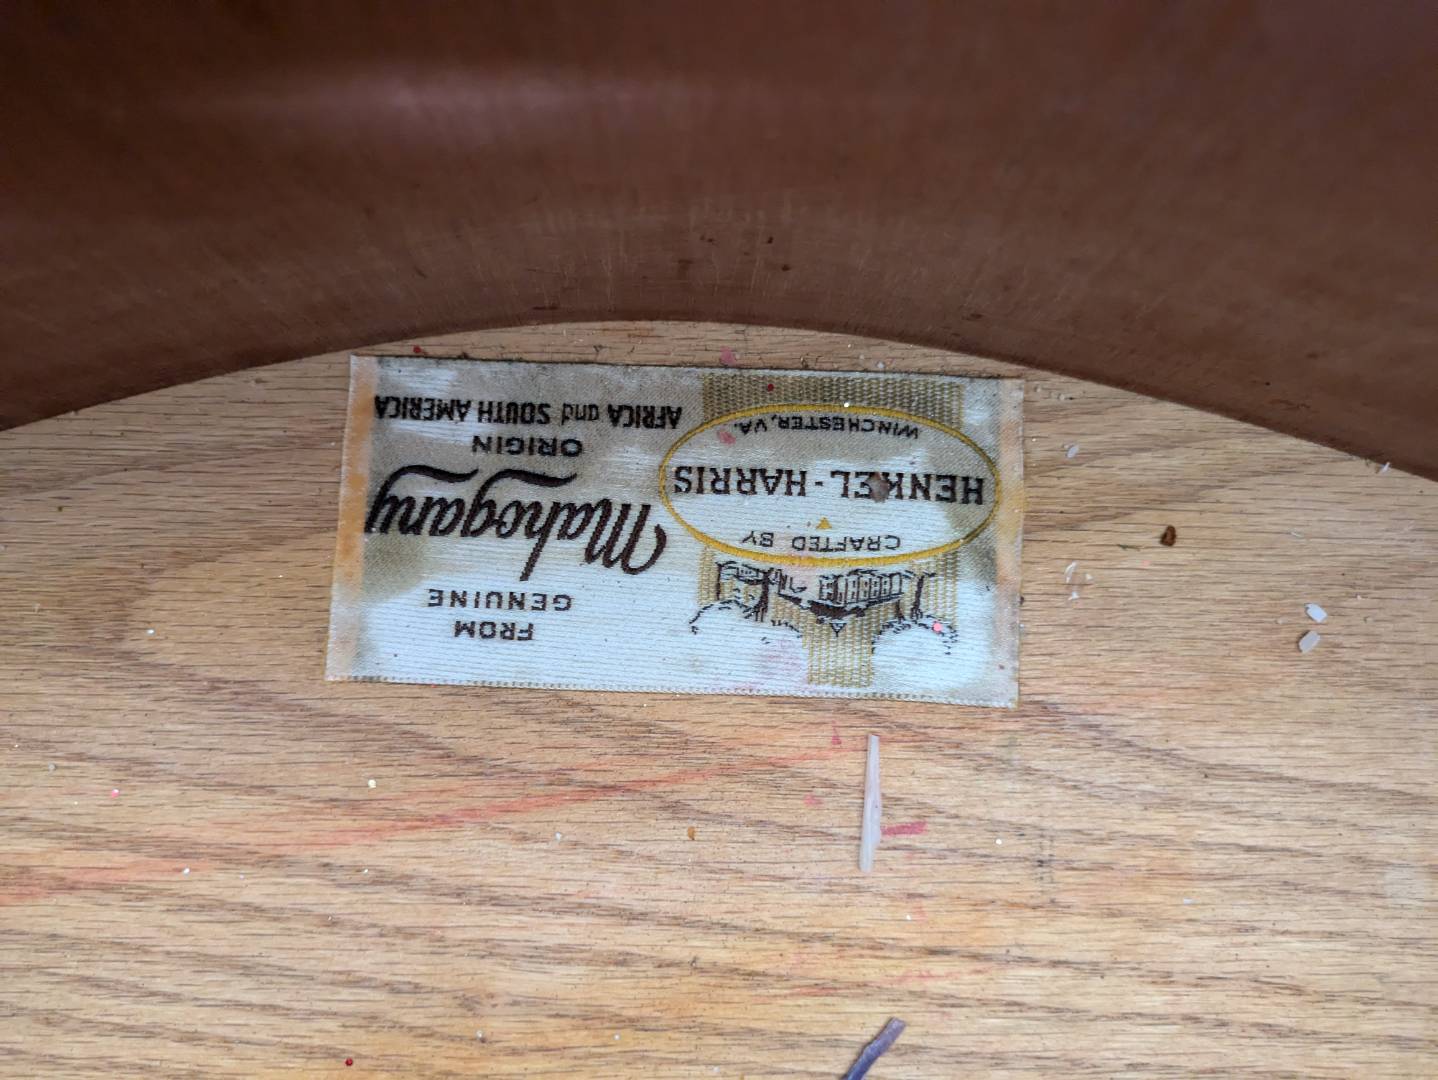 CRAFTED BY
HENKEL-HARRIS
WINCHESTER, VA.
FROM
GENUINE
Mahogany
ORIGIN
AFRICA and SOUTH AMERICA